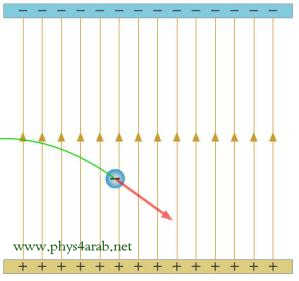 − − − − − − − − − − − − − −
−
www.phys4arab.net
+ + + + + + + + + + + + + +